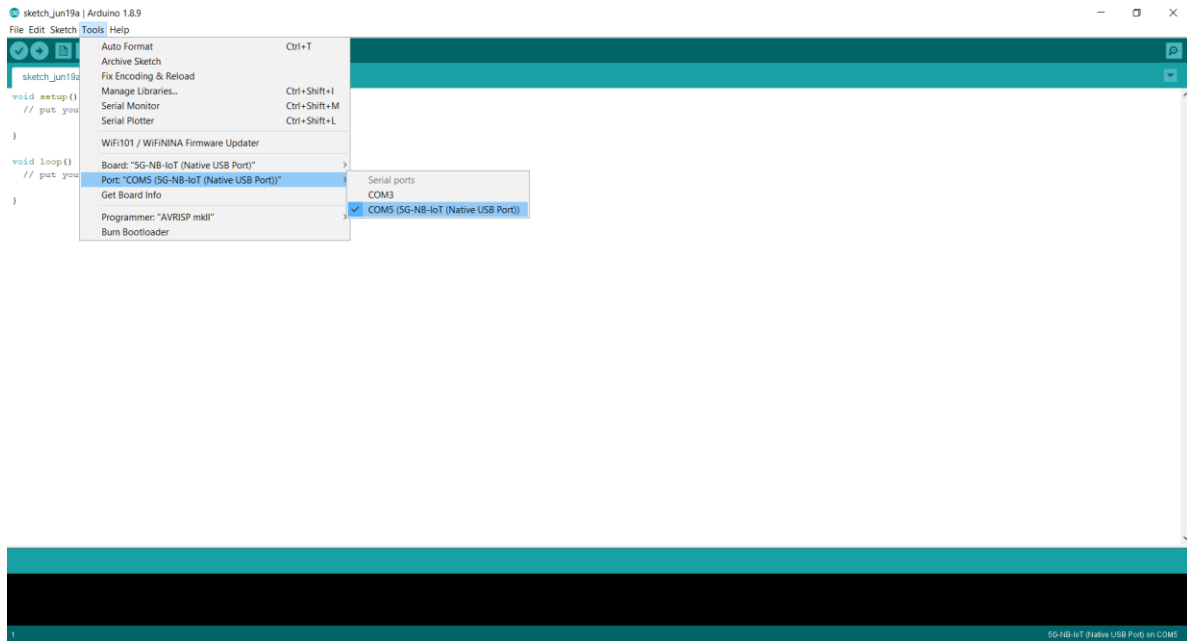 sketch_jun19a | Arduino 1.8.9
File Edit Sketch Tools Help
Auto Format Ctrl+T
Archive Sketch
Fix Encoding & Reload
Manage Libraries... Ctrl+Shift+I
Serial Monitor Ctrl+Shift+M
Serial Plotter Ctrl+Shift+L
WiFi101 / WiFiNINA Firmware Updater
Board: "5G-NB-IoT (Native USB Port)"
Port: "COM5 (5G-NB-IoT (Native USB Port))"
Get Board Info
Programmer: "AVRISP mkII"
Burn Bootloader
Serial ports
COM3
COM5 (5G-NB-IoT (Native USB Port))
sketch_jun19a
void setup()
// put you
}
void loop()
// put you
}
1
5G-NB-IoT (Native USB Port) on COM5